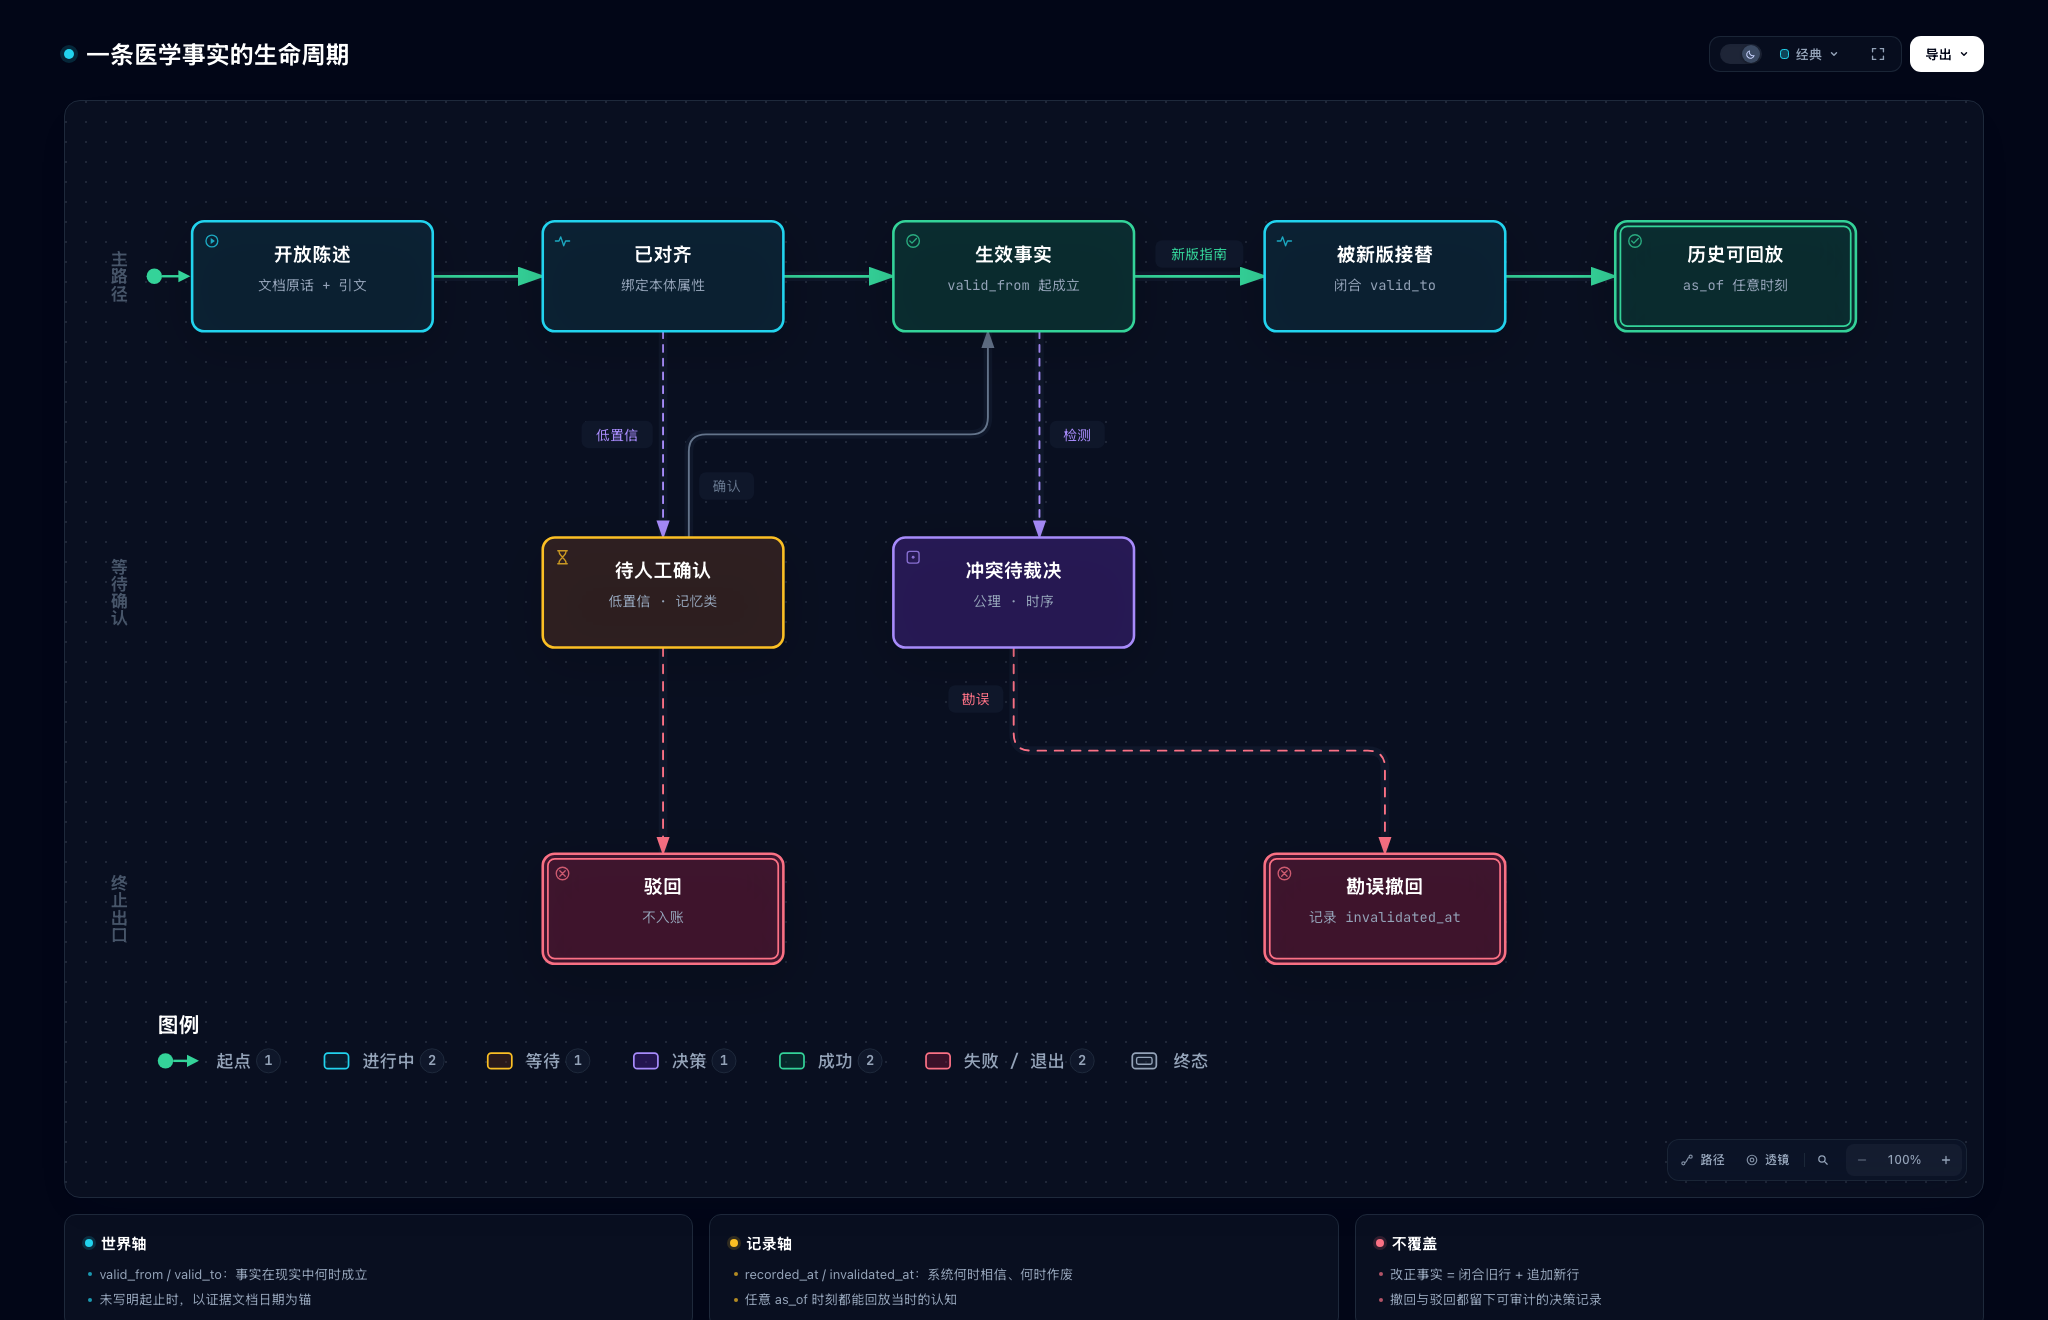 一条医学事实的生命周期
经典
导出
主路径
开放陈述
文档原话 + 引文
已对齐
绑定本体属性
生效事实
valid_from 起成立
新版指南
被新版接替
闭合 valid_to
历史可回放
as_of 任意时刻
低置信
确认
检测
等待确认
待人工确认
低置信 · 记忆类
冲突待裁决
公理 · 时序
勘误
终止出口
驳回
不入账
勘误撤回
记录 invalidated_at
图例
起点 1
进行中 2
等待 1
决策 1
成功 2
失败 / 退出 2
终态
路径
透镜
− 100% +
世界轴
valid_from / valid_to：事实在现实中何时成立
未写明起止时，以证据文档日期为锚
记录轴
recorded_at / invalidated_at：系统何时相信、何时作废
任意 as_of 时刻都能回放当时的认知
不覆盖
改正事实 = 闭合旧行 + 追加新行
撤回与驳回都留下可审计的决策记录